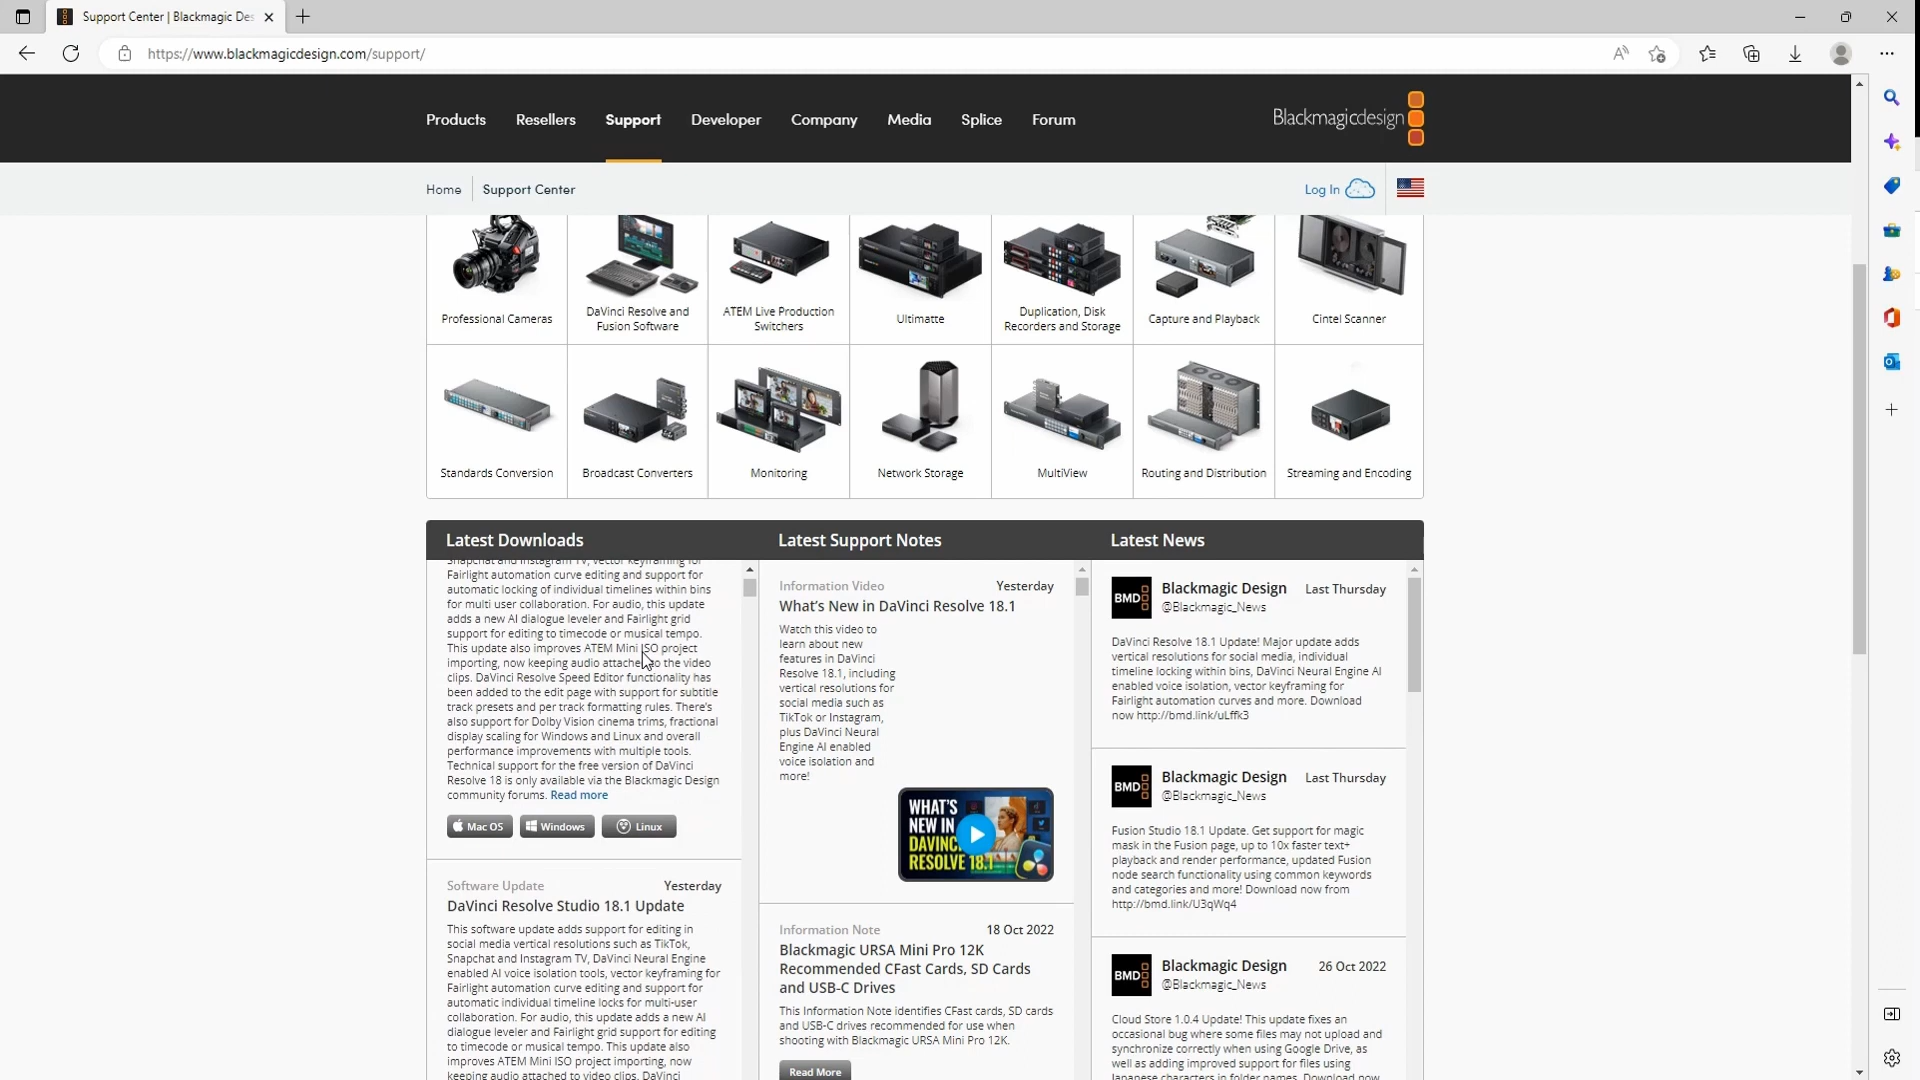 Support Center | Blackmagic Des
https://www.blackmagicdesign.com/support/
Products
Resellers
Support
Developer
Company
Media
Splice
Forum
Blackmagicdesign
Home
Support Center
Log In
Professional Cameras
DaVinci Resolve and
Fusion Software
ATEM Live Production
Switchers
Ultimatte
Duplication, Disk
Recorders and Storage
Capture and Playback
Cintel Scanner
Standards Conversion
Broadcast Converters
Monitoring
Network Storage
MultiView
Routing and Distribution
Streaming and Encoding
Latest Downloads
Snapchat and Instagram TV, vector keyframing for
Fairlight automation curve editing and support for
automatic locking of individual timelines within bins
for multi user collaboration. For audio, this update
adds a new AI dialogue leveler and Fairlight grid
support for editing to timecode or musical tempo.
This update also improves ATEM Mini ISO project
importing, now keeping audio attached to the video
clips. DaVinci Resolve Speed Editor functionality has
been added to the edit page with support for subtitle
track presets and per track formatting rules. There's
also support for Dolby Vision cinema trims, fractional
display scaling for Windows and Linux and overall
performance improvements with multiple tools.
Technical support for the free version of DaVinci
Resolve 18 is only available via the Blackmagic Design
community forums. Read more
Mac OS
Windows
Linux
Software Update
Yesterday
DaVinci Resolve Studio 18.1 Update
This software update adds support for editing in
social media vertical resolutions such as TikTok,
Snapchat and Instagram TV, DaVinci Neural Engine
enabled AI voice isolation tools, vector keyframing for
Fairlight automation curve editing and support for
automatic individual timeline locks for multi-user
collaboration. For audio, this update adds a new AI
dialogue leveler and Fairlight grid support for editing
to timecode or musical tempo. This update also
improves ATEM Mini ISO project importing, now
keeping audio attached to video clips. DaVinci
Latest Support Notes
Information Video
Yesterday
What's New in DaVinci Resolve 18.1
Watch this video to
learn about new
features in DaVinci
Resolve 18.1, including
vertical resolutions for
social media such as
TikTok or Instagram,
plus DaVinci Neural
Engine AI enabled
voice isolation and
more!
WHAT'S
NEW IN
DAVINCI
RESOLVE 18.1
Information Note
18 Oct 2022
Blackmagic URSA Mini Pro 12K
Recommended CFast Cards, SD Cards
and USB-C Drives
This Information Note identifies CFast cards, SD cards
and USB-C drives recommended for use when
shooting with Blackmagic URSA Mini Pro 12K.
Read More
Latest News
BMD
Blackmagic Design
Last Thursday
@Blackmagic_News
DaVinci Resolve 18.1 Update! Major update adds
vertical resolutions for social media, individual
timeline locking within bins, DaVinci Neural Engine AI
enabled voice isolation, vector keyframing for
Fairlight automation curves and more. Download
now http://bmd.link/uLffk3
BMD
Blackmagic Design
Last Thursday
@Blackmagic_News
Fusion Studio 18.1 Update. Get support for magic
mask in the Fusion page, up to 10x faster text+
playback and render performance, updated Fusion
node search functionality using common keywords
and categories and more! Download now from
http://bmd.link/U3qWq4
BMD
Blackmagic Design
26 Oct 2022
@Blackmagic_News
Cloud Store 1.0.4 Update! This update fixes an
occasional bug where some files may not upload and
synchronize correctly when using Google Drive, as
well as adding improved support for files using
Japanese characters in folder names. Download now